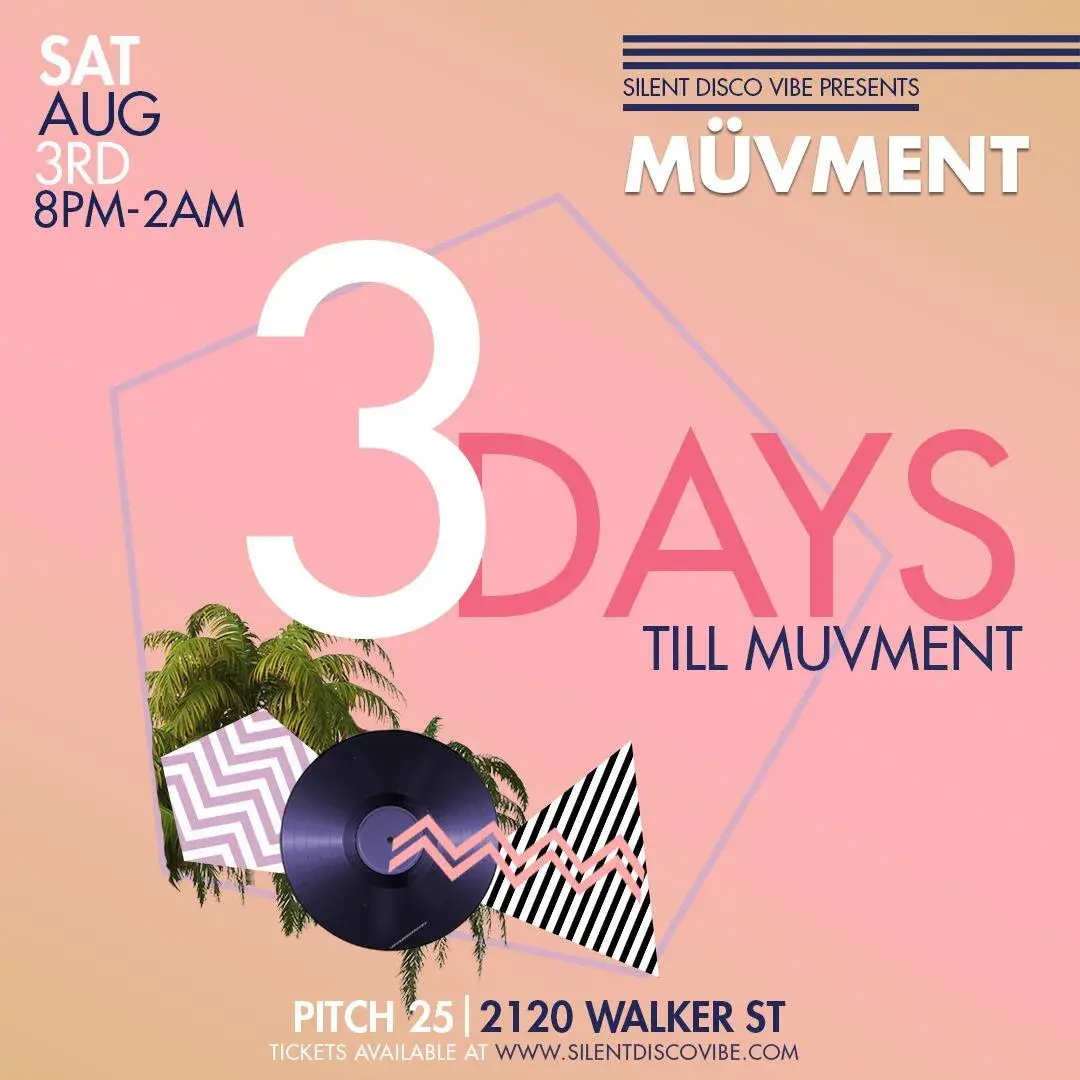 SAT
AUG
3RD
8PM-2AM
SILENT DISCO VIBE PRESENTS
MÜVMENT
3 DAYS
TILL MUVMENT
PITCH 25 | 2120 WALKER ST
TICKETS AVAILABLE AT WWW.SILENTDISCOVIBE.COM